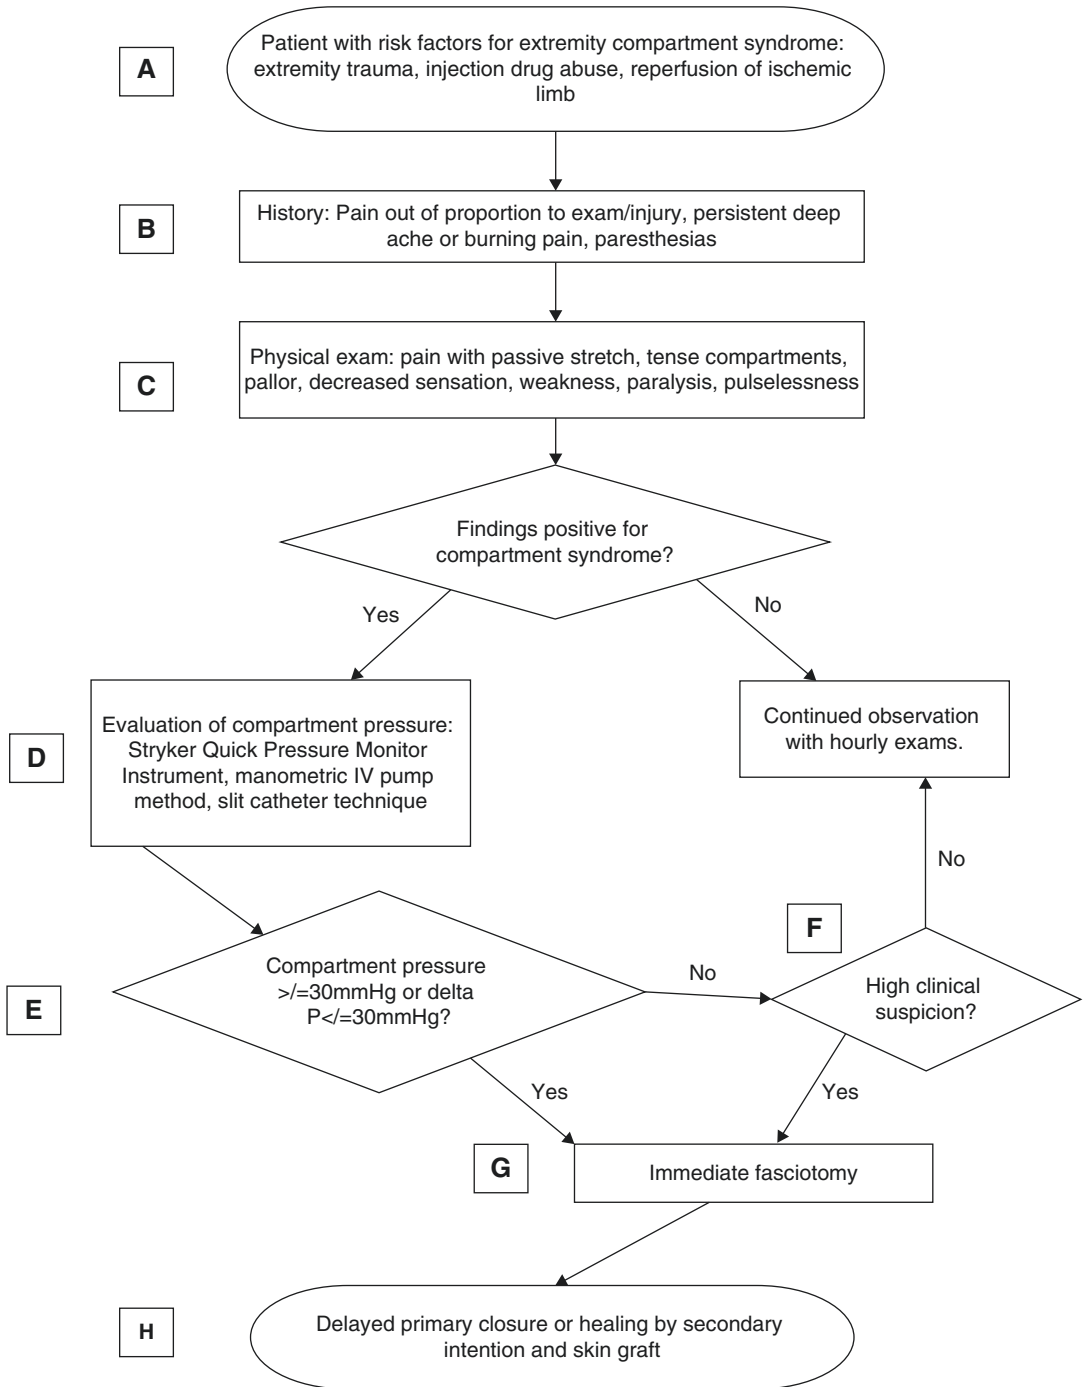 A
Patient with risk factors for extremity compartment syndrome:
extremity trauma, injection drug abuse, reperfusion of ischemic
limb
B
History: Pain out of proportion to exam/injury, persistent deep
ache or burning pain, paresthesias
C
Physical exam: pain with passive stretch, tense compartments,
pallor, decreased sensation, weakness, paralysis, pulselessness
Findings positive for
compartment syndrome?
Yes
No
D
Evaluation of compartment pressure:
Stryker Quick Pressure Monitor
Instrument, manometric IV pump
method, slit catheter technique
Continued observation
with hourly exams.
No
E
Compartment pressure
>/=30mmHg or delta
P</=30mmHg?
No
F
High clinical
suspicion?
Yes
Yes
G
Immediate fasciotomy
H
Delayed primary closure or healing by secondary
intention and skin graft